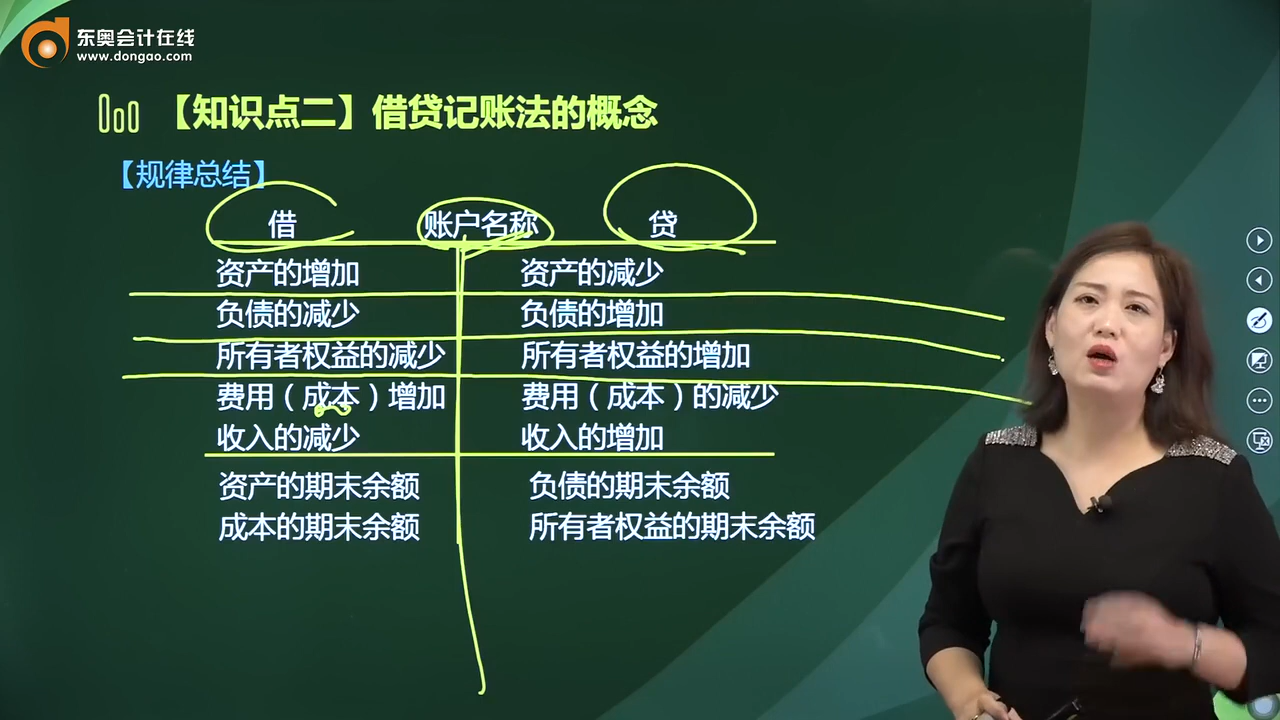 东奥会计在线
www.dongao.com
【知识点二】借贷记账法的概念
【规律总结】
借 账户名称 贷
资产的增加 资产的减少
负债的减少 负债的增加
所有者权益的减少 所有者权益的增加
费用（成本）增加 费用（成本）的减少
收入的减少 收入的增加
资产的期末余额 负债的期末余额
成本的期末余额 所有者权益的期末余额